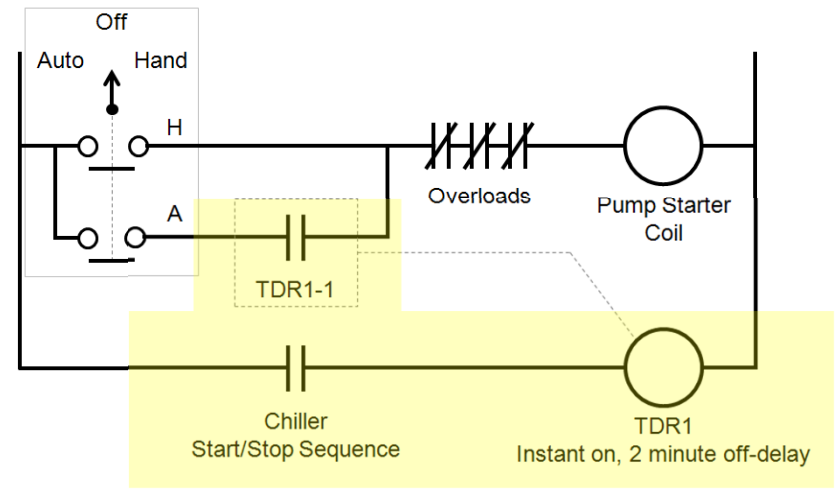 Off
Auto Hand
H
Overloads
Pump Starter
Coil
A
TDR1-1
Chiller
Start/Stop Sequence
TDR1
Instant on, 2 minute off-delay